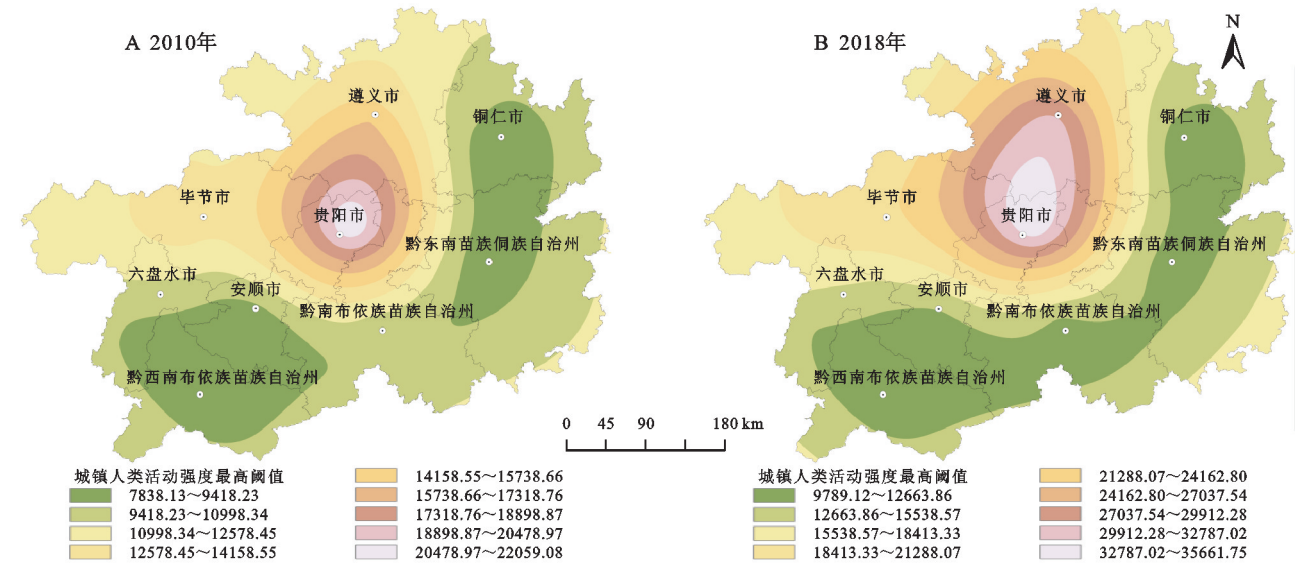 A 2010年
遵义市
铜仁市
毕节市
贵阳市
黔东南苗族侗族自治州
六盘水市
安顺市
黔南布依族苗族自治州
黔西南布依族苗族自治州
城镇人类活动强度最高阈值
7838.13~9418.23
9418.23~10998.34
10998.34~12578.45
12578.45~14158.55
14158.55~15738.66
15738.66~17318.76
17318.76~18898.87
18898.87~20478.97
20478.97~22059.08
0 45 90 180 km
B 2018年
N
遵义市
铜仁市
毕节市
贵阳市
黔东南苗族侗族自治州
六盘水市
安顺市
黔南布依族苗族自治州
黔西南布依族苗族自治州
城镇人类活动强度最高阈值
9789.12~12663.86
12663.86~15538.57
15538.57~18413.33
18413.33~21288.07
21288.07~24162.80
24162.80~27037.54
27037.54~29912.28
29912.28~32787.02
32787.02~35661.75